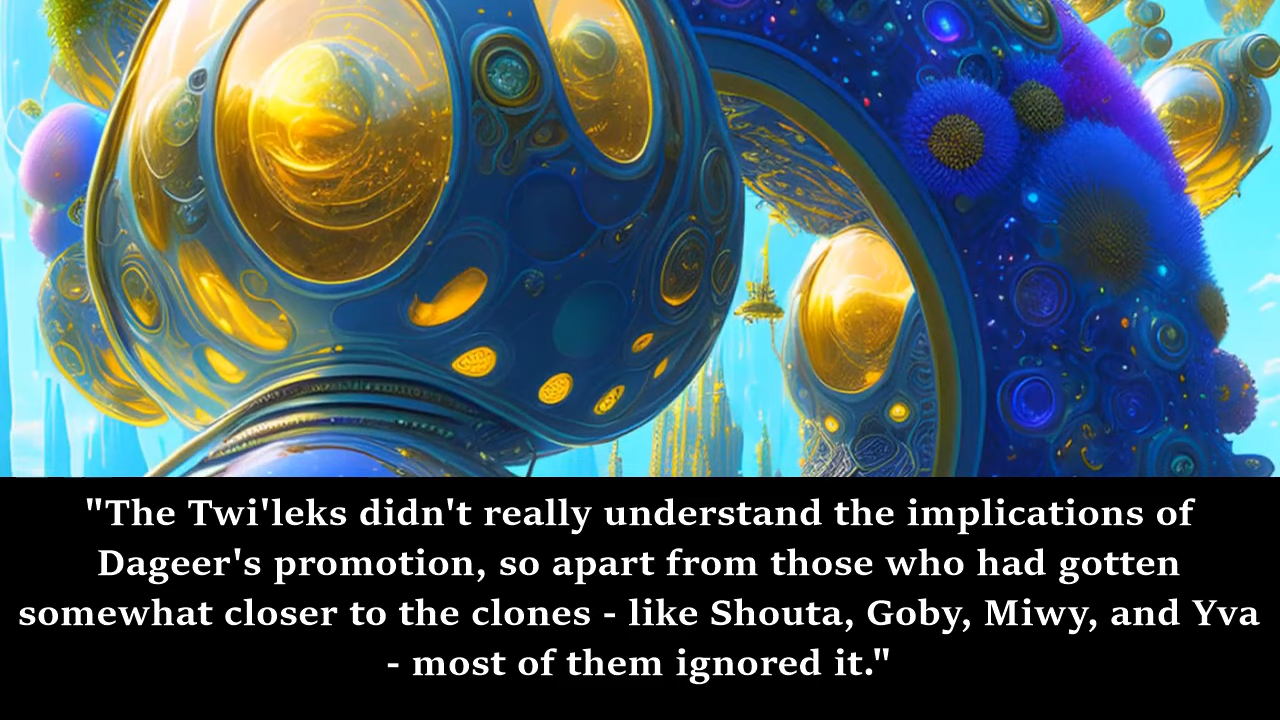 "The Twi'leks didn't really understand the implications of
Dageer's promotion, so apart from those who had gotten
somewhat closer to the clones - like Shouta, Goby, Miwy, and Yva
- most of them ignored it."